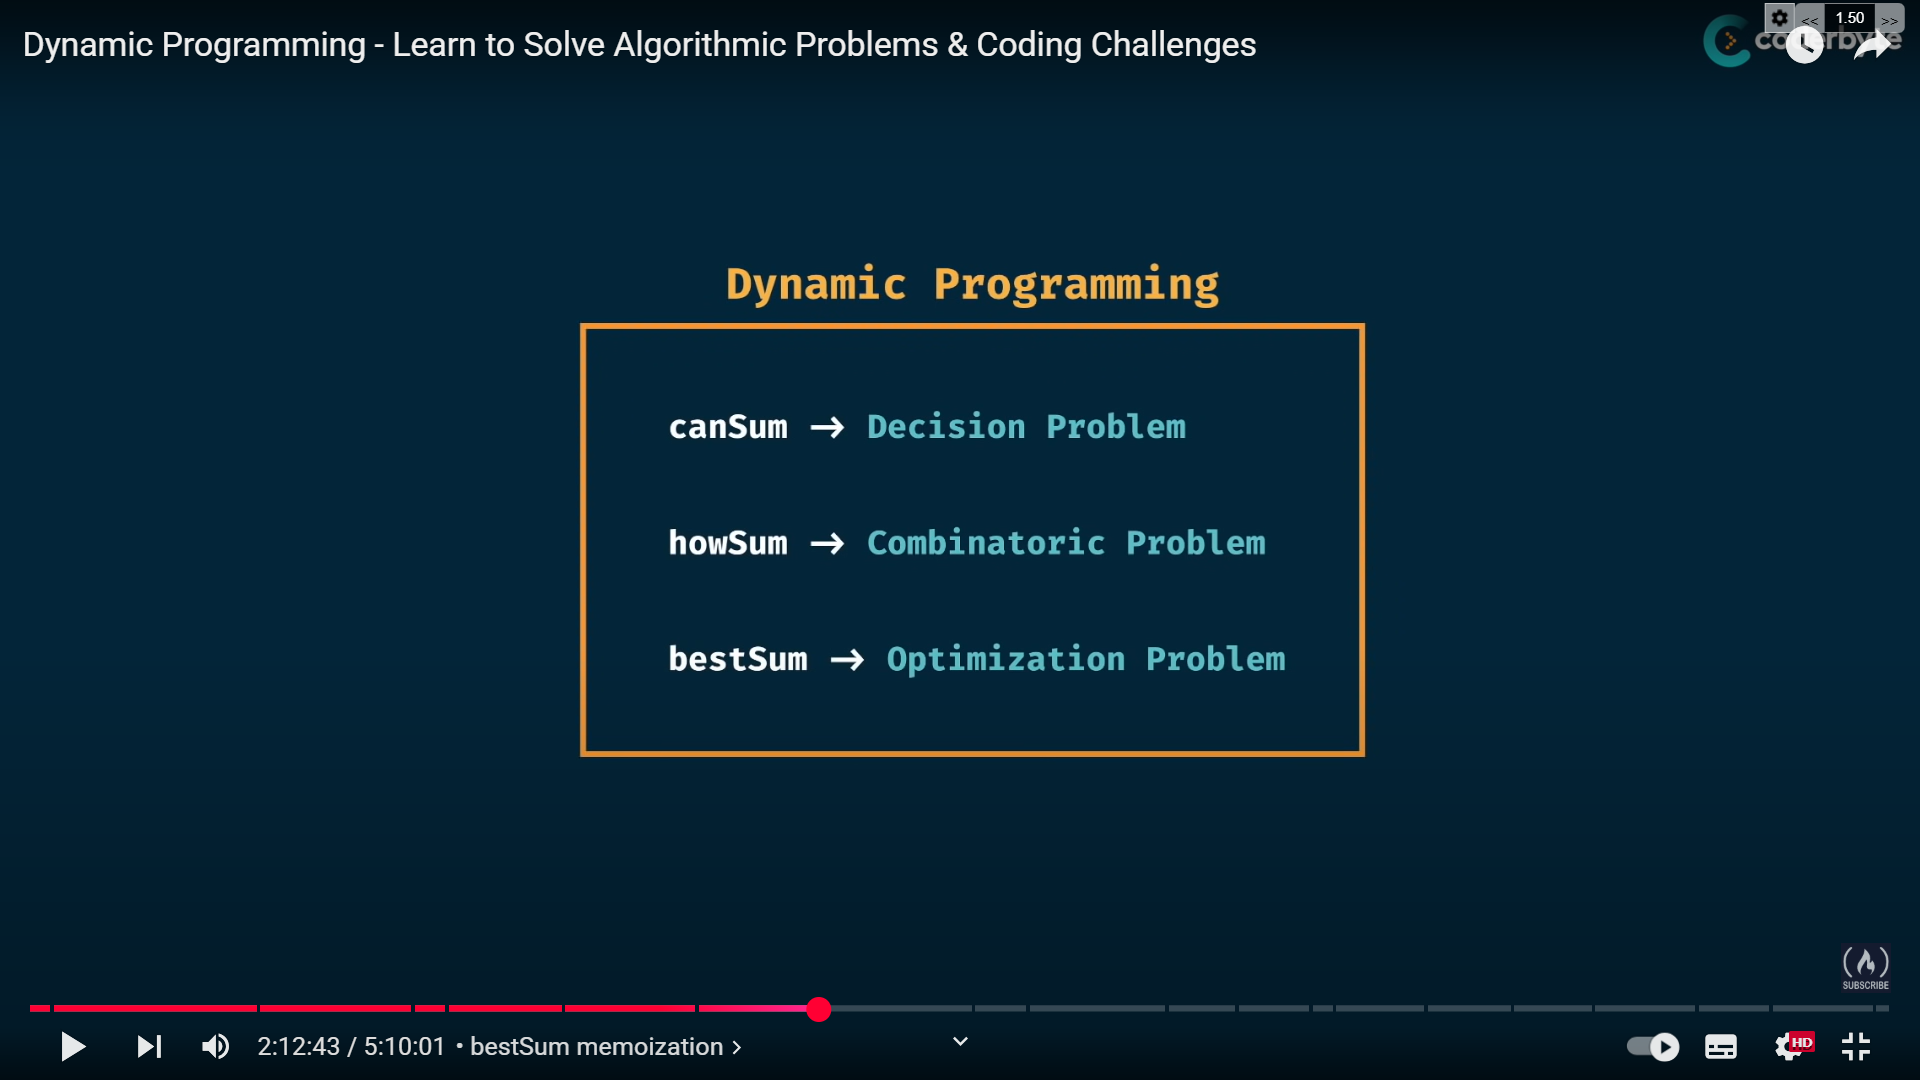 Dynamic Programming - Learn to Solve Algorithmic Problems & Coding Challenges
<< 1.50 >>
Dynamic Programming
canSum → Decision Problem
howSum → Combinatoric Problem
bestSum → Optimization Problem
SUBSCRIBE
2:12:43 / 5:10:01 • bestSum memoization >
HD